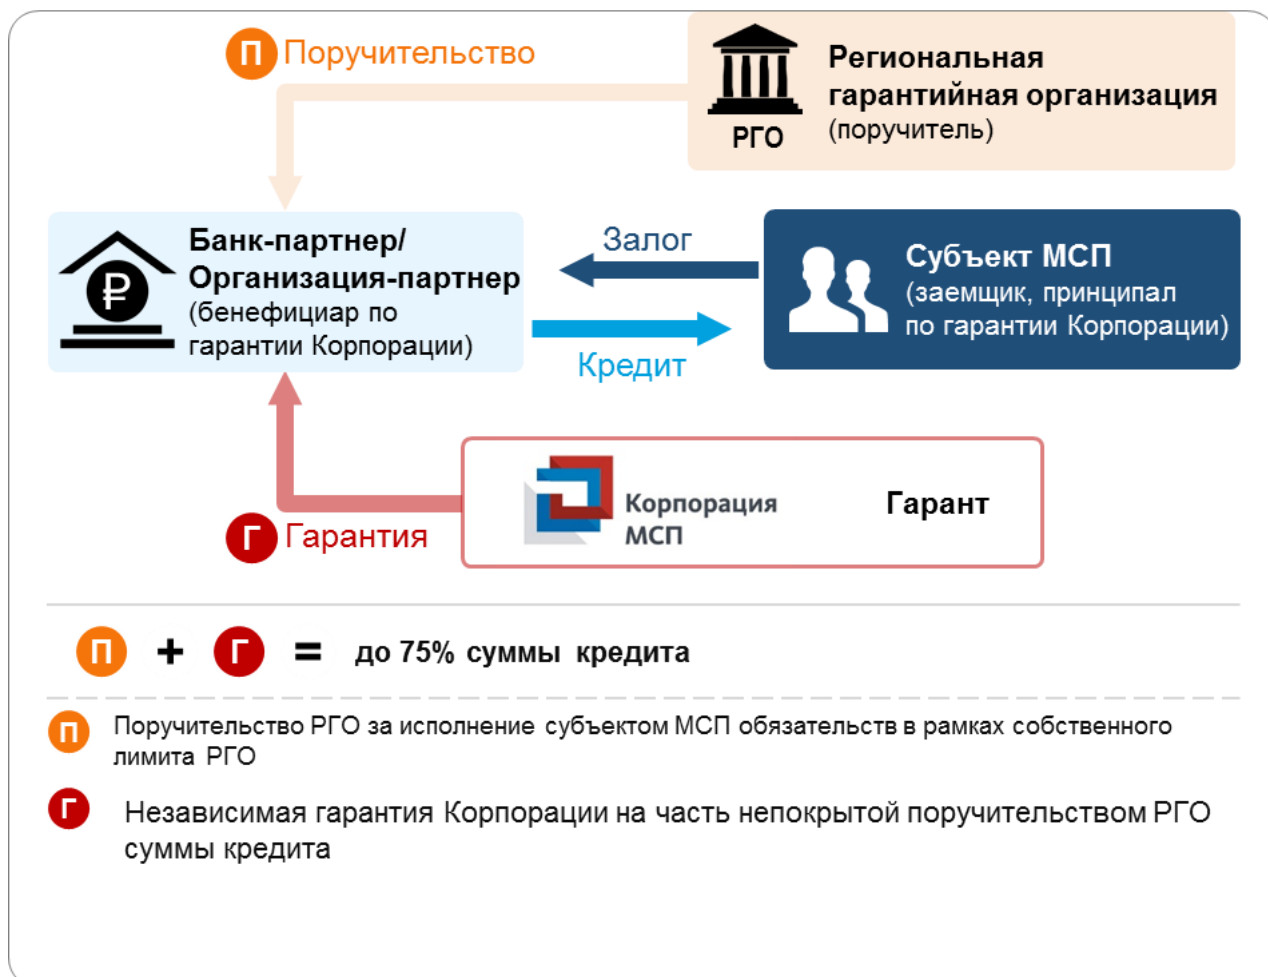 П Поручительство
Региональная
гарантийная организация
(поручитель)
РГО
Банк-партнер/
Организация-партнер
(бенефициар по
гарантии Корпорации)
₽
Залог
Кредит
Субъект МСП
(заемщик, принципал
по гарантии Корпорации)
Корпорация
МСП
Гарант
Г Гарантия
П + Г = до 75% суммы кредита
П Поручительство РГО за исполнение субъектом МСП обязательств в рамках собственного
лимита РГО
Г Независимая гарантия Корпорации на часть непокрытой поручительством РГО
суммы кредита